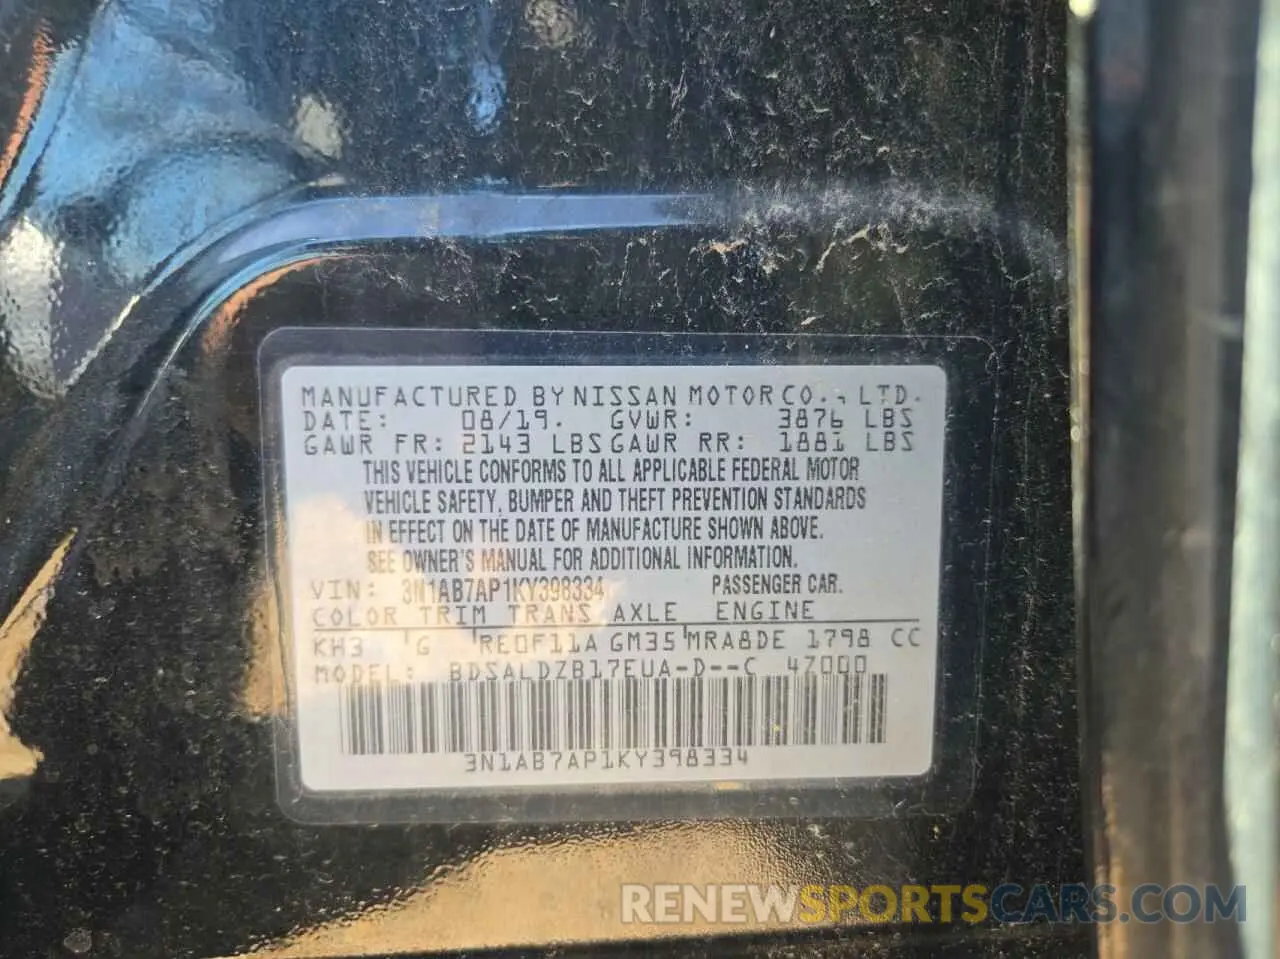 MANUFACTURED BY NISSAN MOTOR CO., LTD.
DATE: 08/19. GVWR: 3876 LBS
GAWR FR: 2143 LBS GAWR RR: 1881 LBS
THIS VEHICLE CONFORMS TO ALL APPLICABLE FEDERAL MOTOR
VEHICLE SAFETY, BUMPER AND THEFT PREVENTION STANDARDS
IN EFFECT ON THE DATE OF MANUFACTURE SHOWN ABOVE.
SEE OWNER'S MANUAL FOR ADDITIONAL INFORMATION.
VIN: 3N1AB7AP1KY398334 PASSENGER CAR.
COLOR TRIM TRANS AXLE ENGINE
KH3 G RE0F11A GM35 MRA8DE 1798 CC
MODEL: BDSALDZB17EUA-D--C 47000
3N1AB7AP1KY398334
RENEWSPORTSCARS.COM